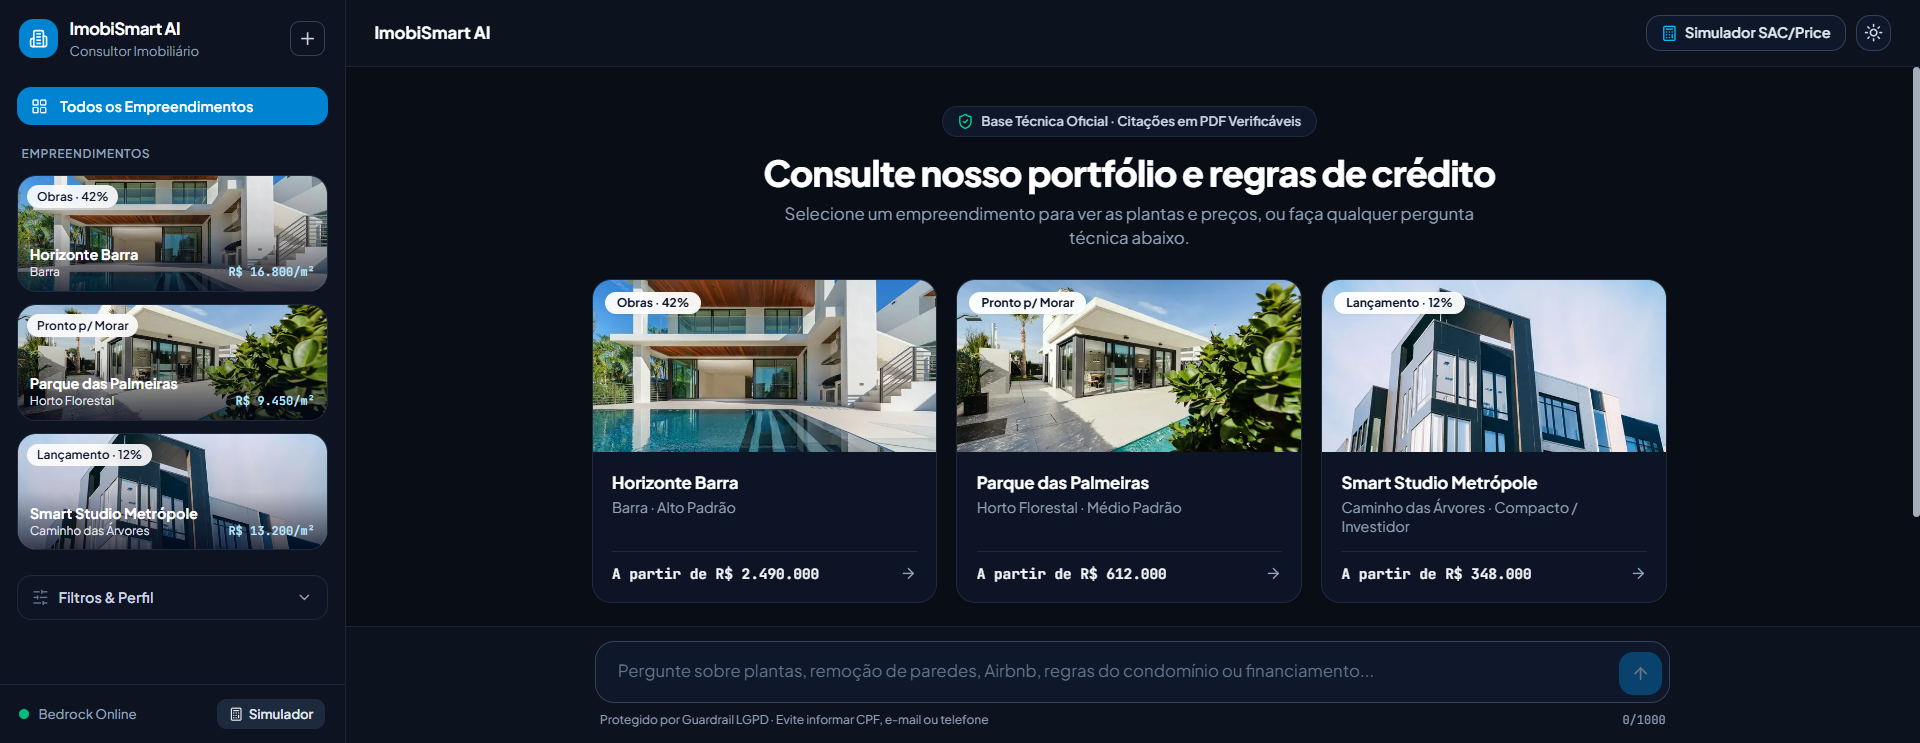 ImobiSmart AI
Consultor Imobiliário
Todos os Empreendimentos
EMPREENDIMENTOS
Obras · 42%
Horizonte Barra
Barra
R$ 16.800/m²
Pronto p/ Morar
Parque das Palmeiras
Horto Florestal
R$ 9.450/m²
Lançamento · 12%
Smart Studio Metrópole
Caminho das Árvores
R$ 13.200/m²
Filtros & Perfil
Bedrock Online
Simulador
ImobiSmart AI
Simulador SAC/Price
Base Técnica Oficial · Citações em PDF Verificáveis
Consulte nosso portfólio e regras de crédito
Selecione um empreendimento para ver as plantas e preços, ou faça qualquer pergunta
técnica abaixo.
Obras · 42%
Horizonte Barra
Barra · Alto Padrão
A partir de R$ 2.490.000
Pronto p/ Morar
Parque das Palmeiras
Horto Florestal · Médio Padrão
A partir de R$ 612.000
Lançamento · 12%
Smart Studio Metrópole
Caminho das Árvores · Compacto /
Investidor
A partir de R$ 348.000
Pergunte sobre plantas, remoção de paredes, Airbnb, regras do condomínio ou financiamento...
Protegido por Guardrail LGPD · Evite informar CPF, e-mail ou telefone
0/1000